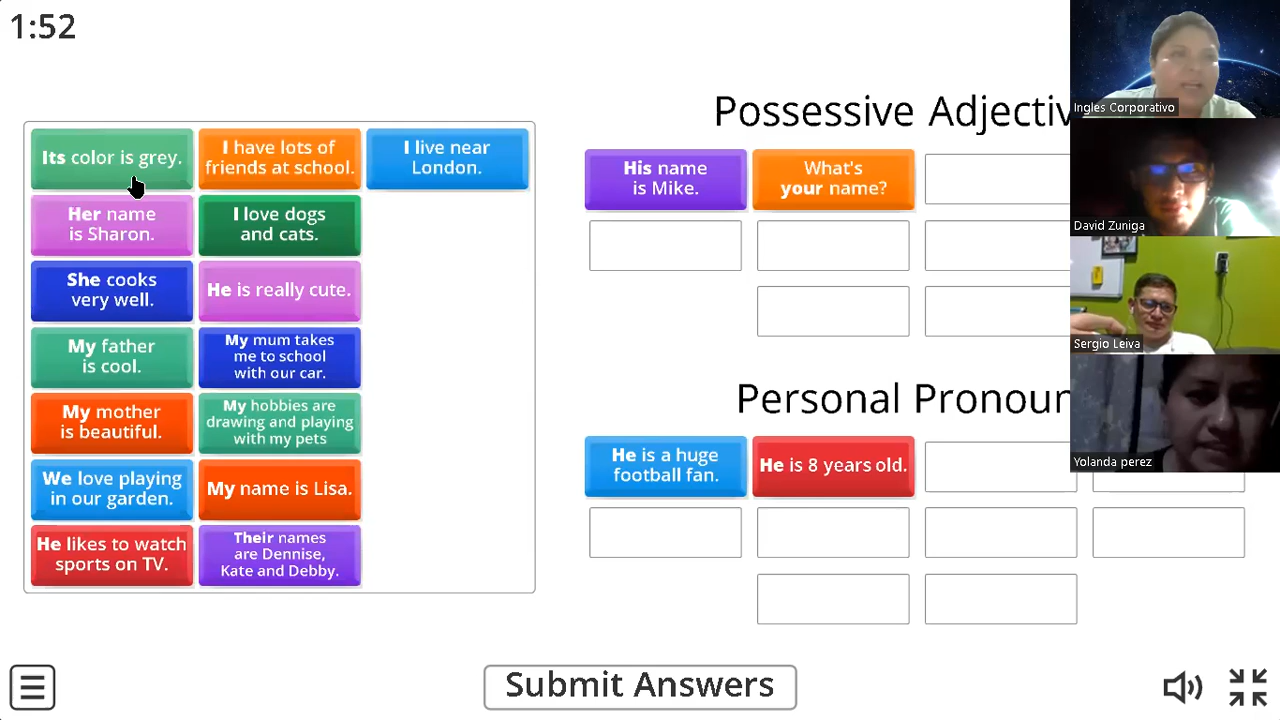 1:52
Possessive Adjectiv
Its color is grey.
I have lots of
friends at school.
I live near
London.
Her name
is Sharon.
I love dogs
and cats.
She cooks
very well.
He is really cute.
My father
is cool.
My mum takes
me to school
with our car.
My mother
is beautiful.
My hobbies are
drawing and playing
with my pets
We love playing
in our garden.
My name is Lisa.
He likes to watch
sports on TV.
Their names
are Dennise,
Kate and Debby.
His name
is Mike.
What's
your name?
Personal Pronoun
He is a huge
football fan.
He is 8 years old.
Submit Answers
Ingles Corporativo
David Zuniga
Sergio Leiva
Yolanda perez